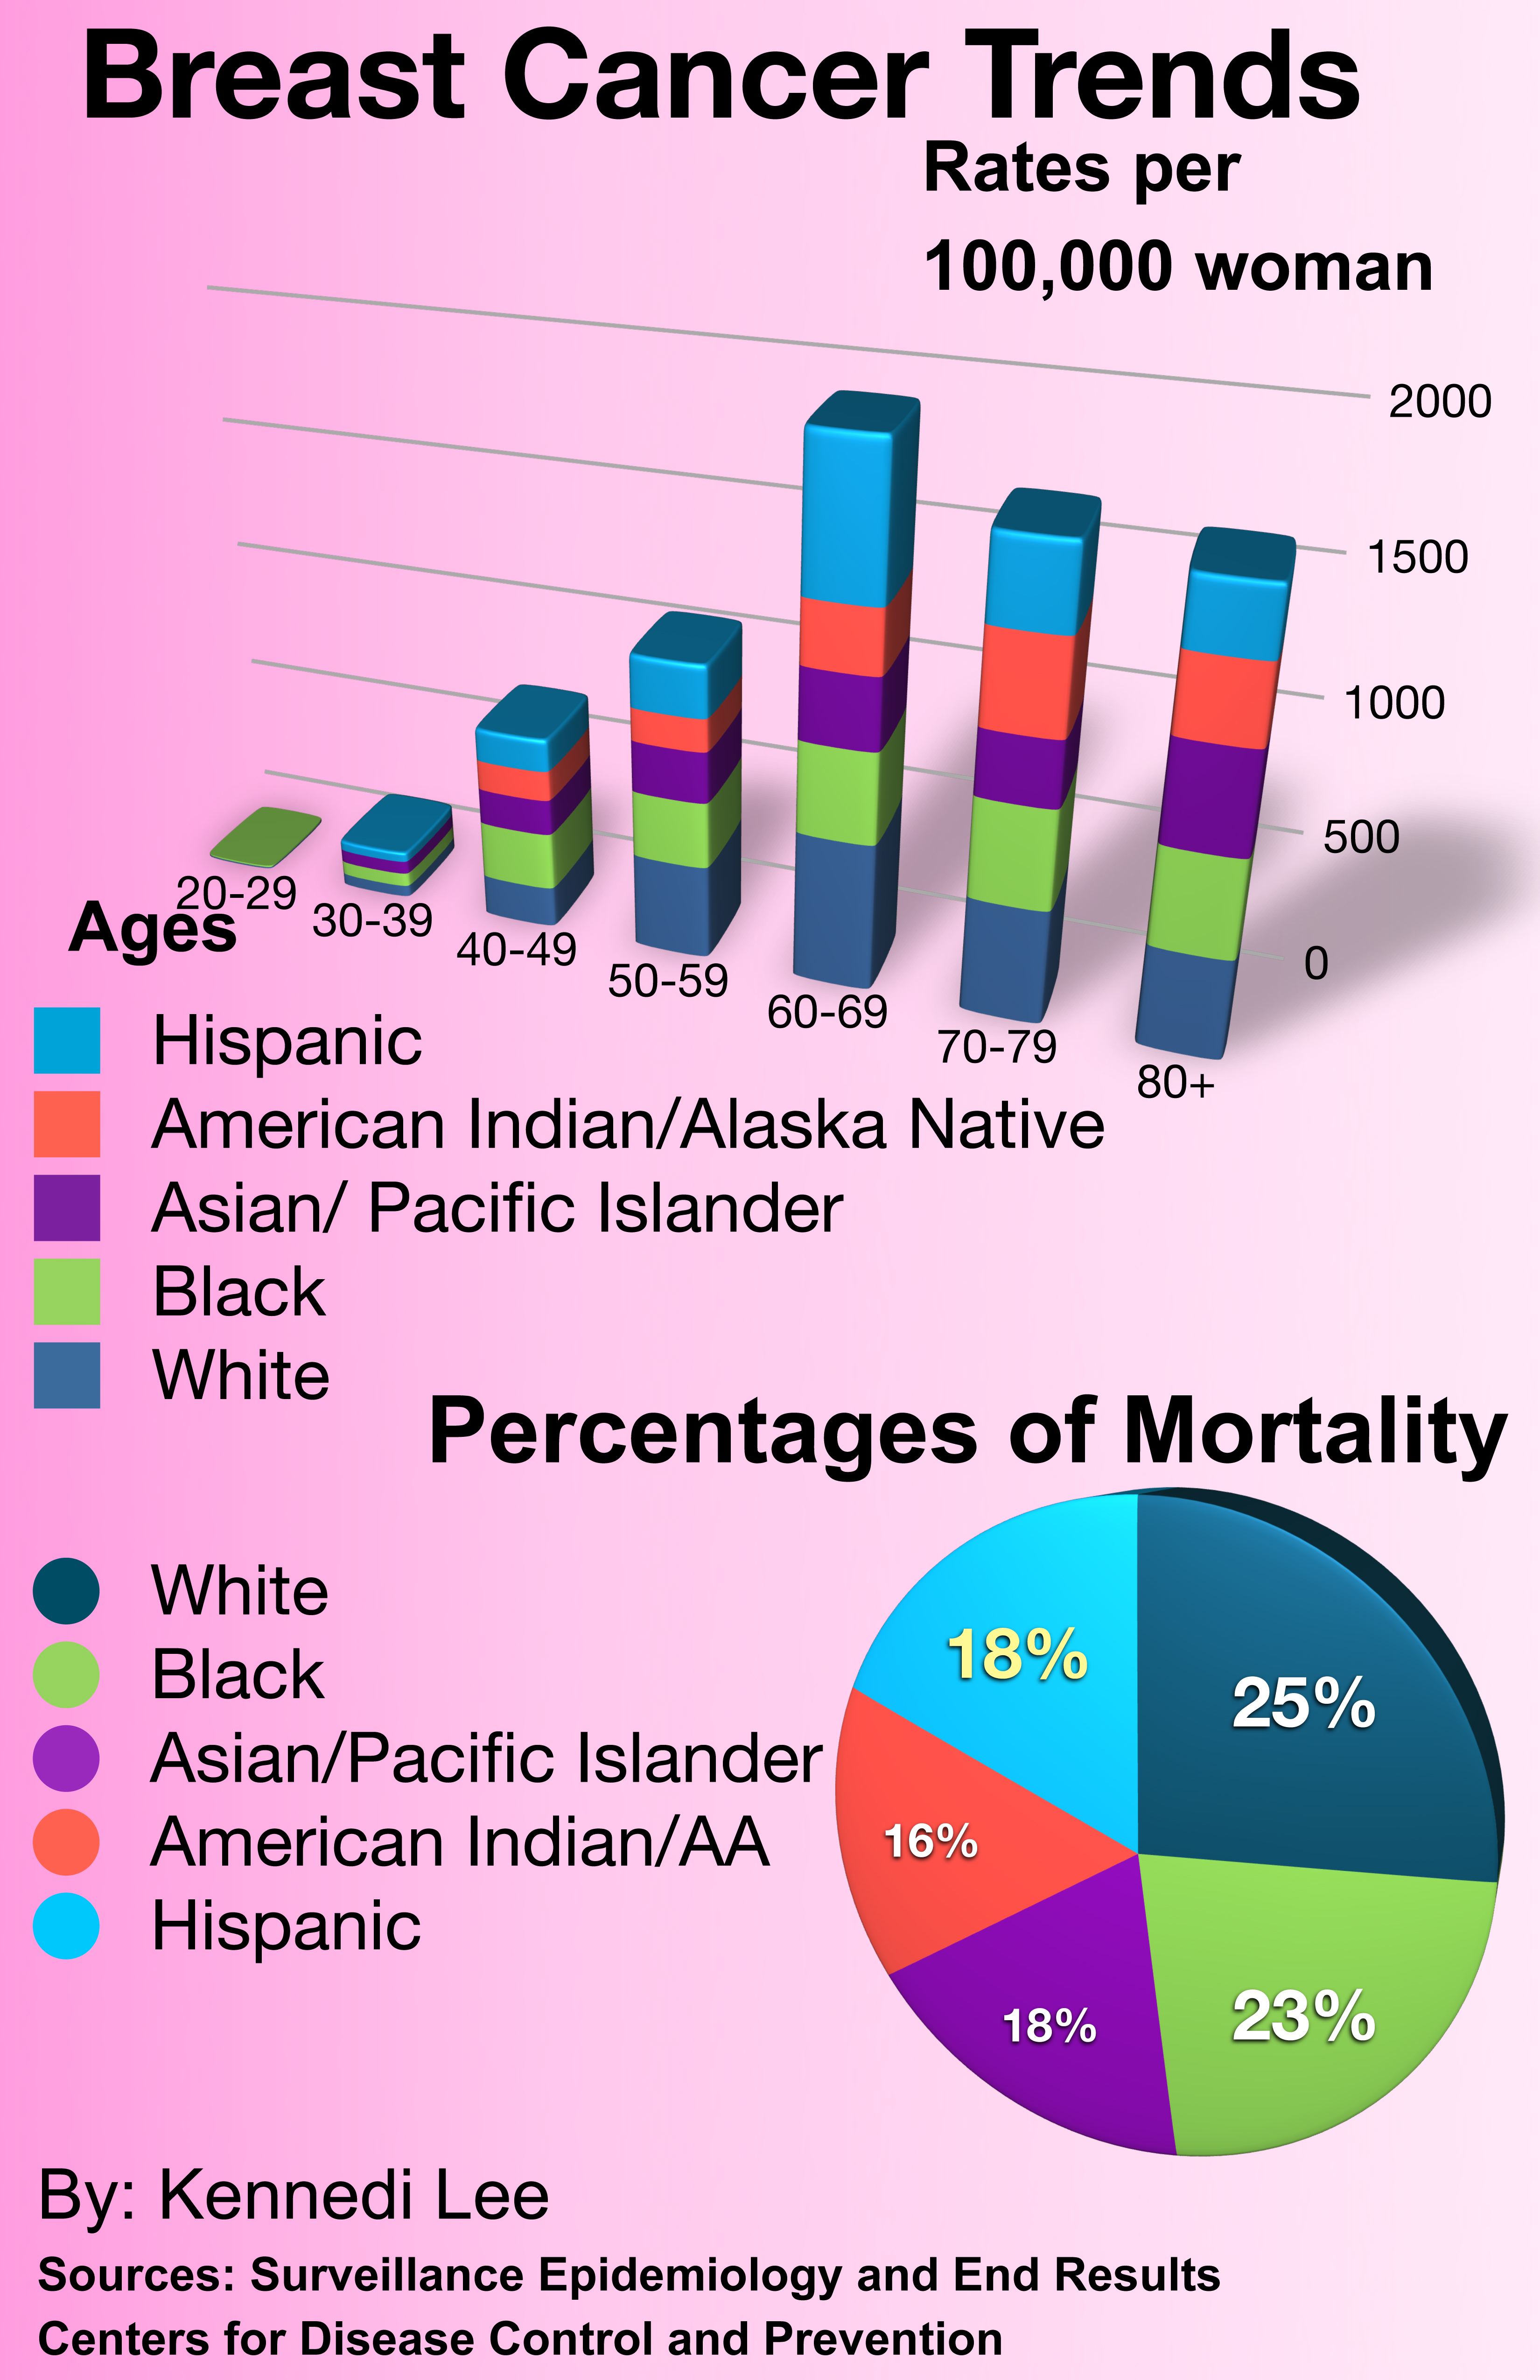 Breast Cancer Trends
Rates per
100,000 woman
2000
1500
1000
500
0
20-29
30-39
40-49
50-59
60-69
70-79
80+
Ages
Hispanic
American Indian/Alaska Native
Asian/ Pacific Islander
Black
White
Percentages of Mortality
White
Black
Asian/Pacific Islander
American Indian/AA
Hispanic
18%
25%
16%
18%
23%
By: Kennedi Lee
Sources: Surveillance Epidemiology and End Results
Centers for Disease Control and Prevention